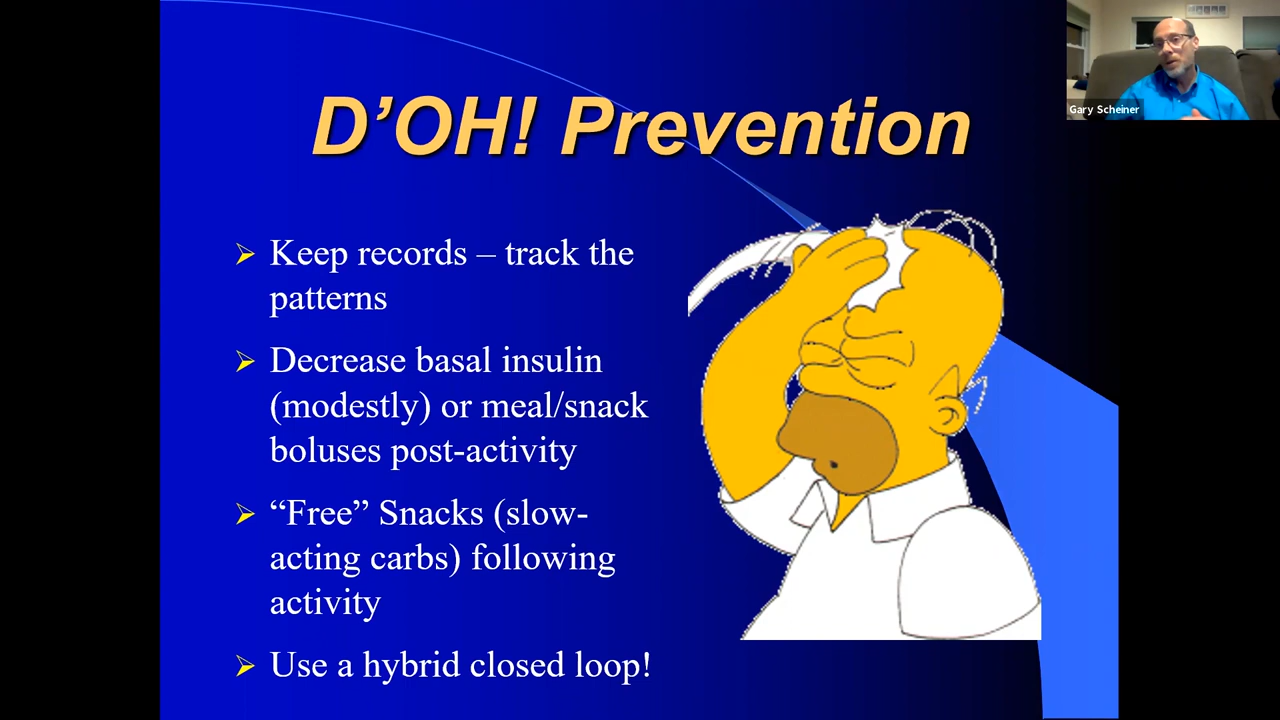 D’OH! Prevention
Keep records – track the
patterns
Decrease basal insulin
(modestly) or meal/snack
boluses post-activity
“Free” Snacks (slow-
acting carbs) following
activity
Use a hybrid closed loop!
Gary Scheiner